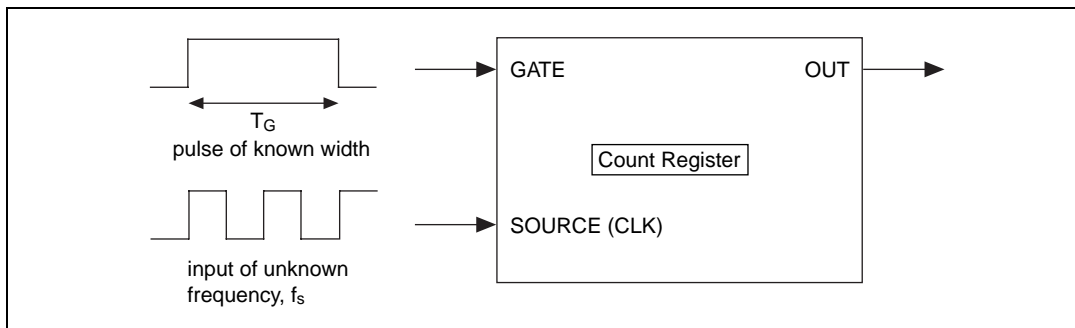 T_G
pulse of known width
input of unknown
frequency, f_s
GATE
OUT
Count Register
SOURCE (CLK)